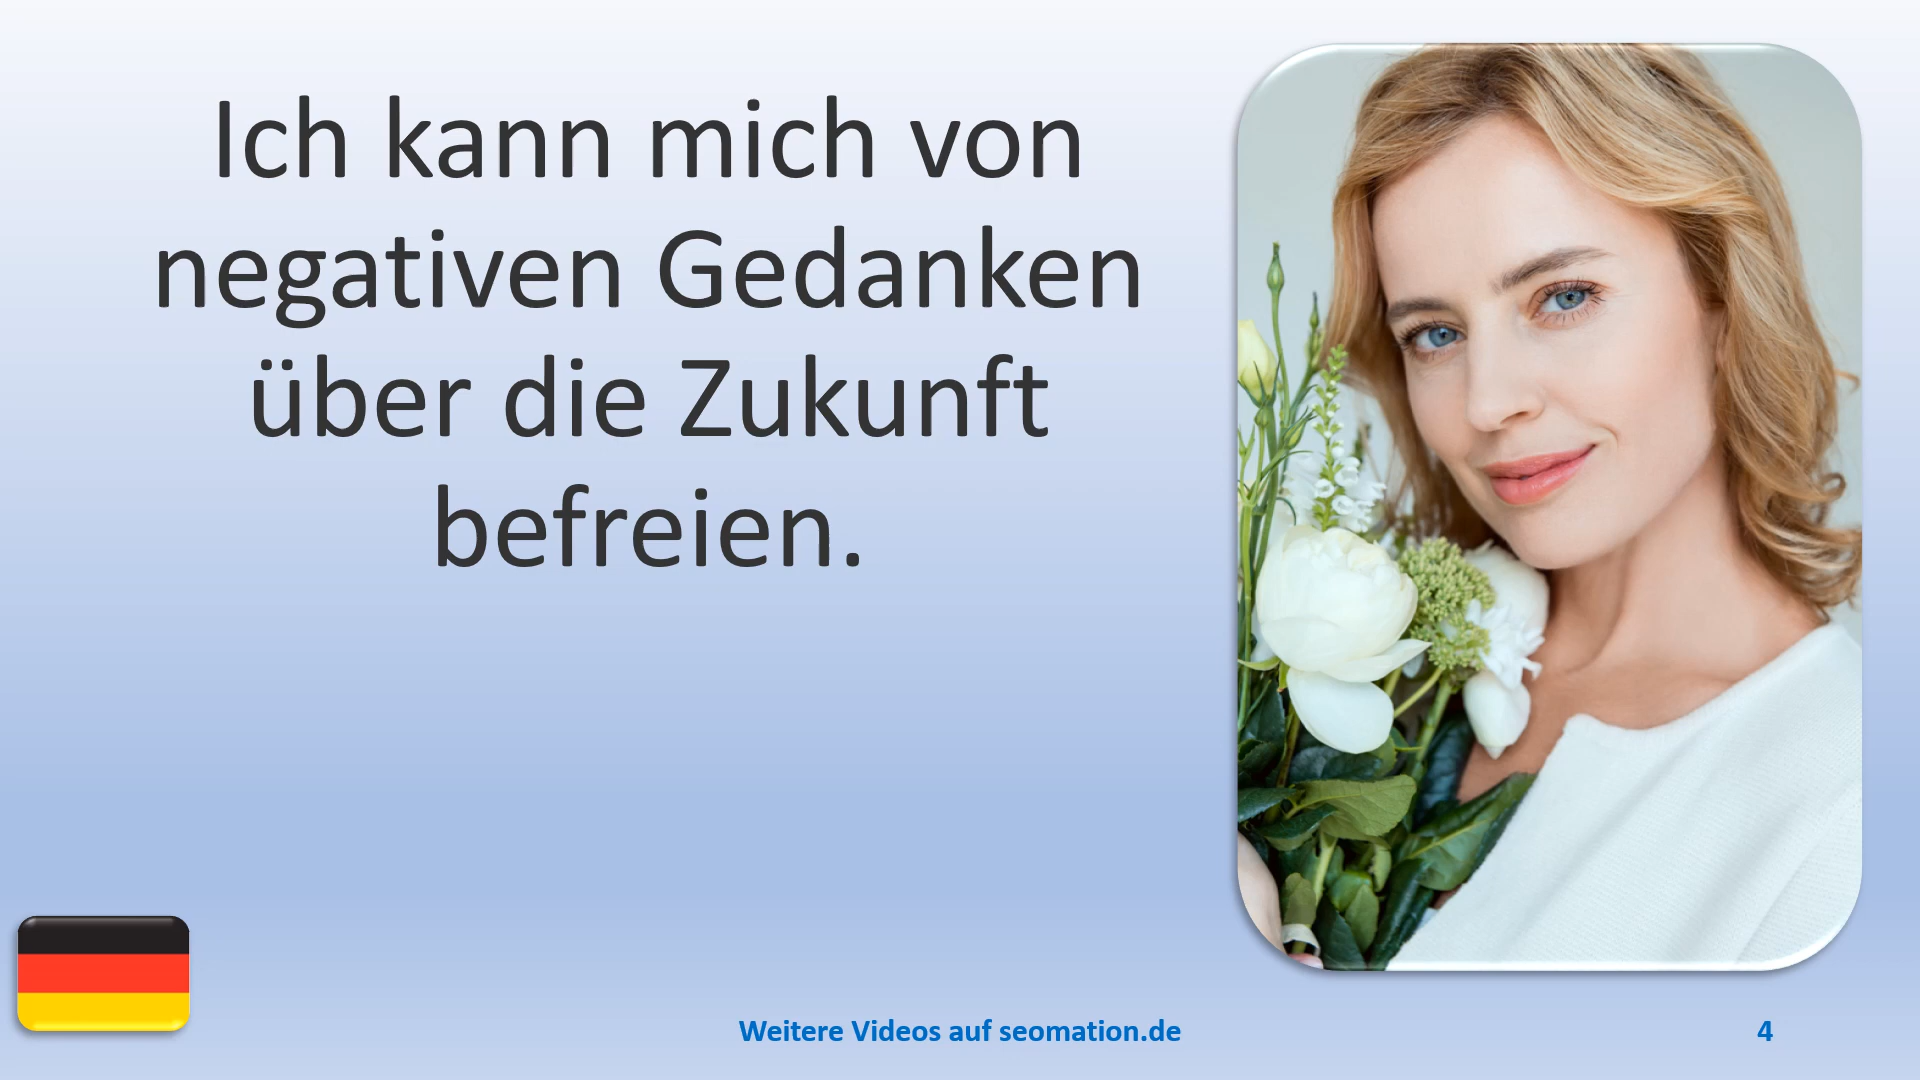 Ich kann mich von
negativen Gedanken
über die Zukunft
befreien.
Weitere Videos auf seomation.de
4